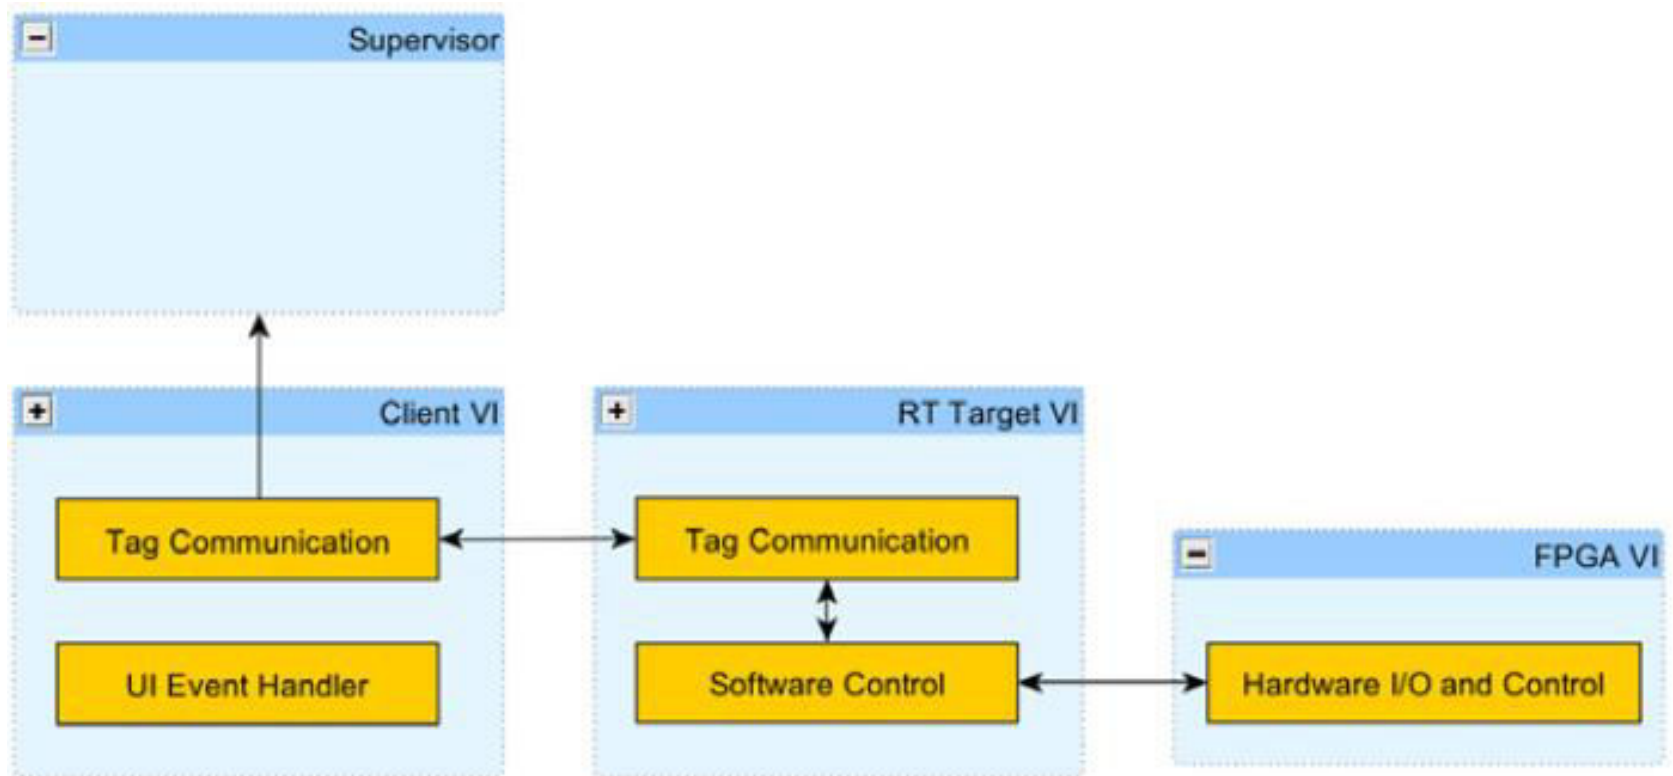 Supervisor
Client VI
Tag Communication
UI Event Handler
RT Target VI
Tag Communication
Software Control
FPGA VI
Hardware I/O and Control